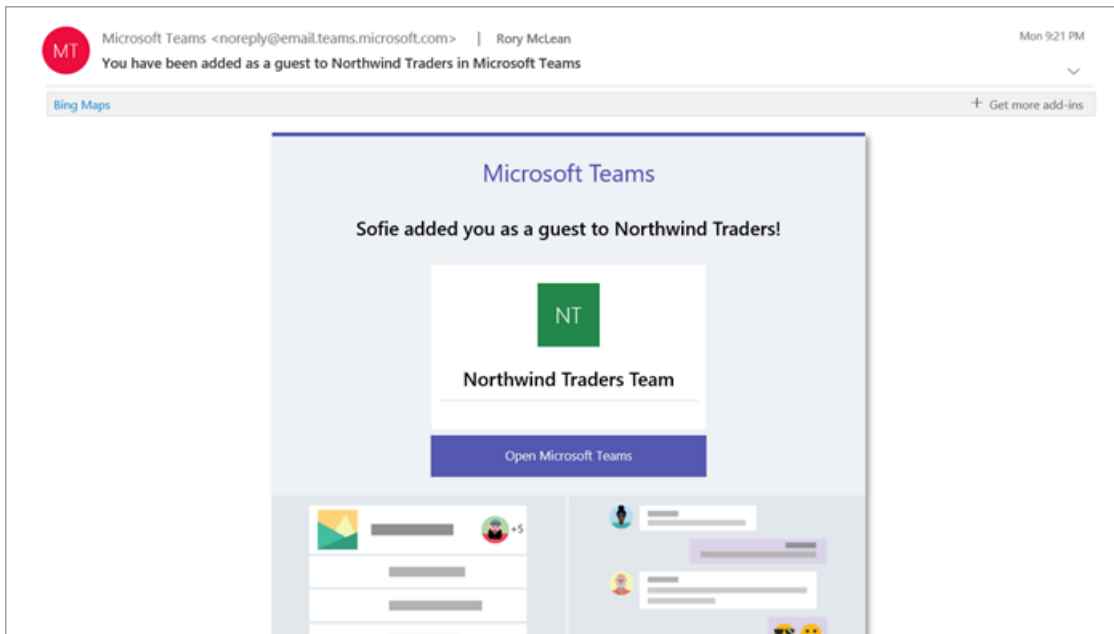 MT
Microsoft Teams <noreply@email.teams.microsoft.com> | Rory McLean
Mon 9:21 PM
You have been added as a guest to Northwind Traders in Microsoft Teams
Bing Maps
+ Get more add-ins
Microsoft Teams
Sofie added you as a guest to Northwind Traders!
NT
Northwind Traders Team
Open Microsoft Teams
+5